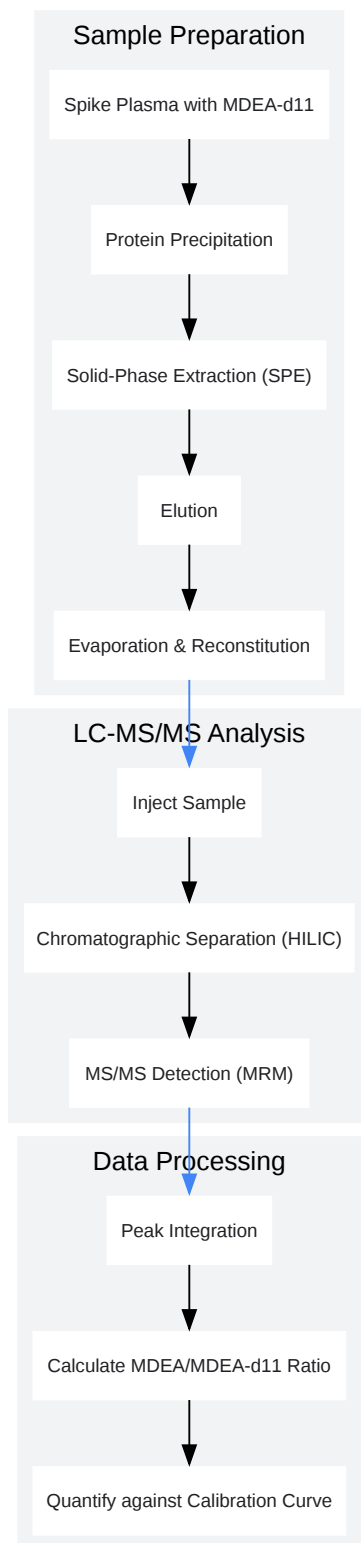 Sample Preparation
Spike Plasma with MDEA-d11
Protein Precipitation
Solid-Phase Extraction (SPE)
Elution
Evaporation & Reconstitution
LC-MS/MS Analysis
Inject Sample
Chromatographic Separation (HILIC)
MS/MS Detection (MRM)
Data Processing
Peak Integration
Calculate MDEA/MDEA-d11 Ratio
Quantify against Calibration Curve